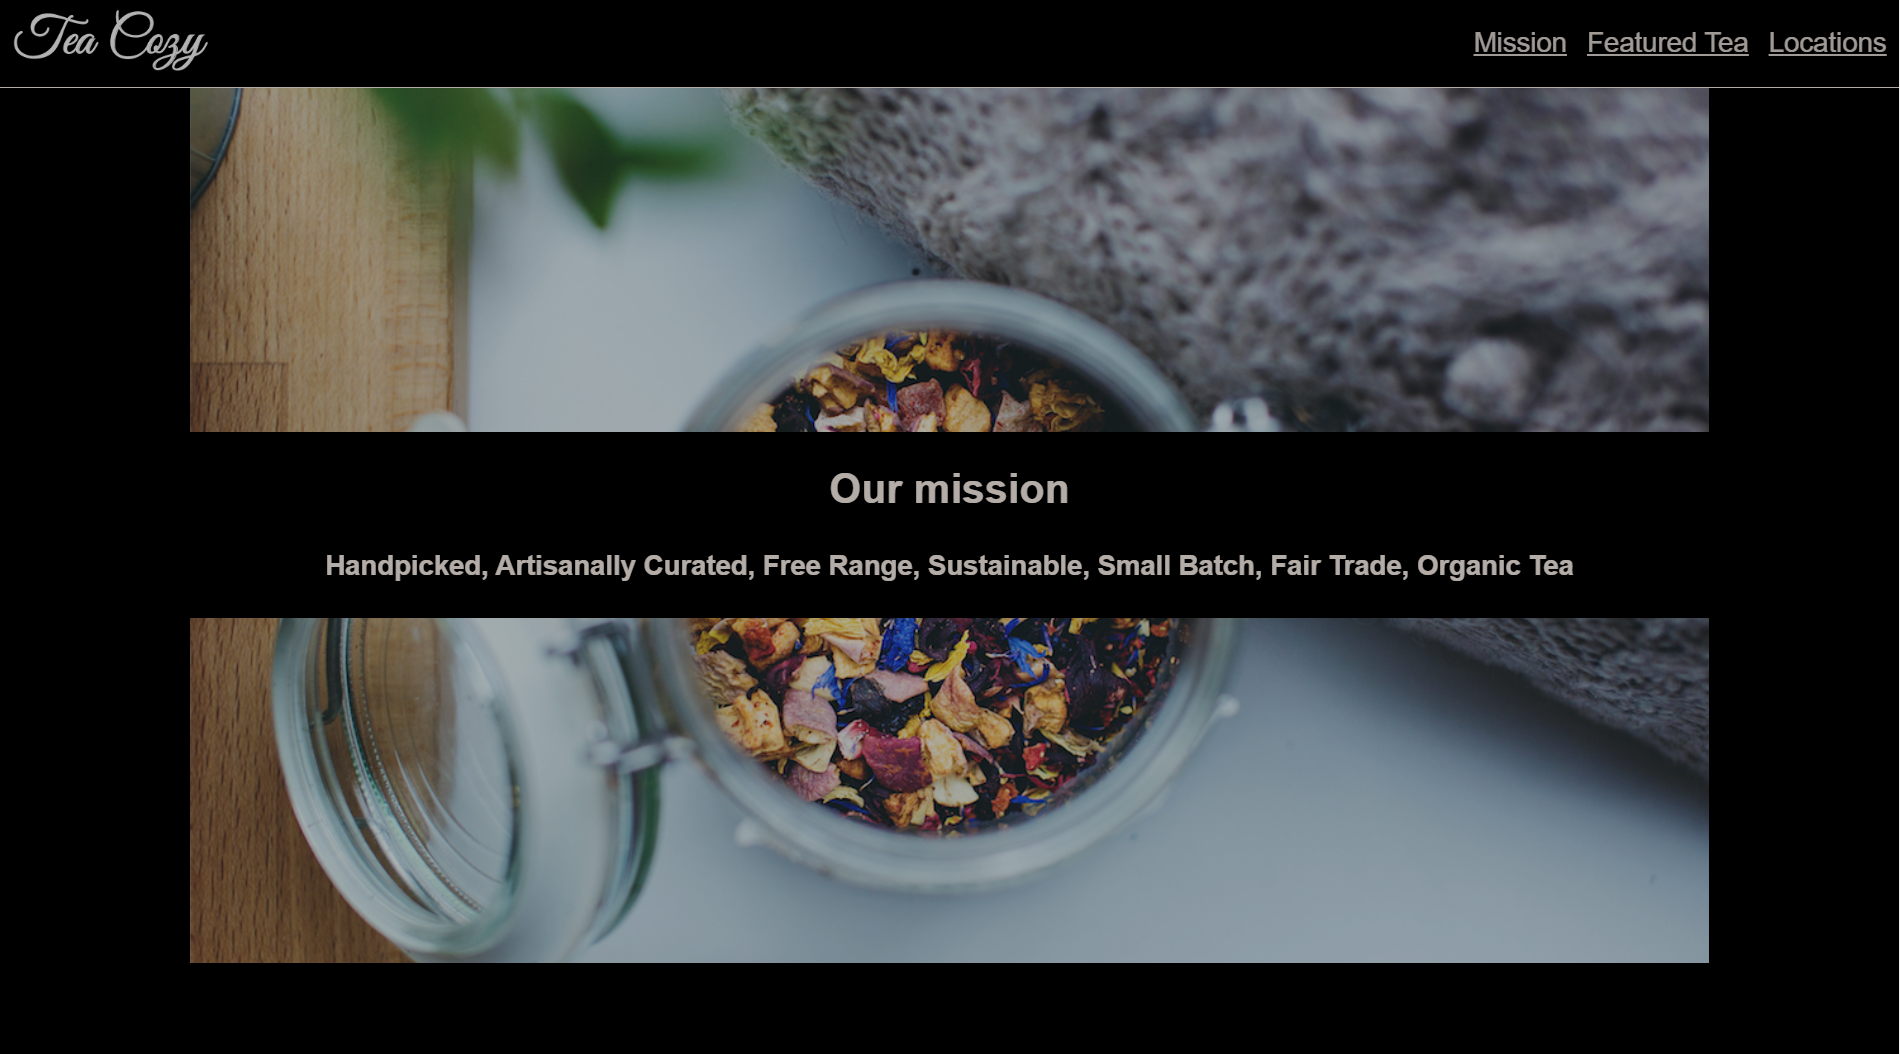 Tea Cozy
Mission Featured Tea Locations
Our mission
Handpicked, Artisanally Curated, Free Range, Sustainable, Small Batch, Fair Trade, Organic Tea